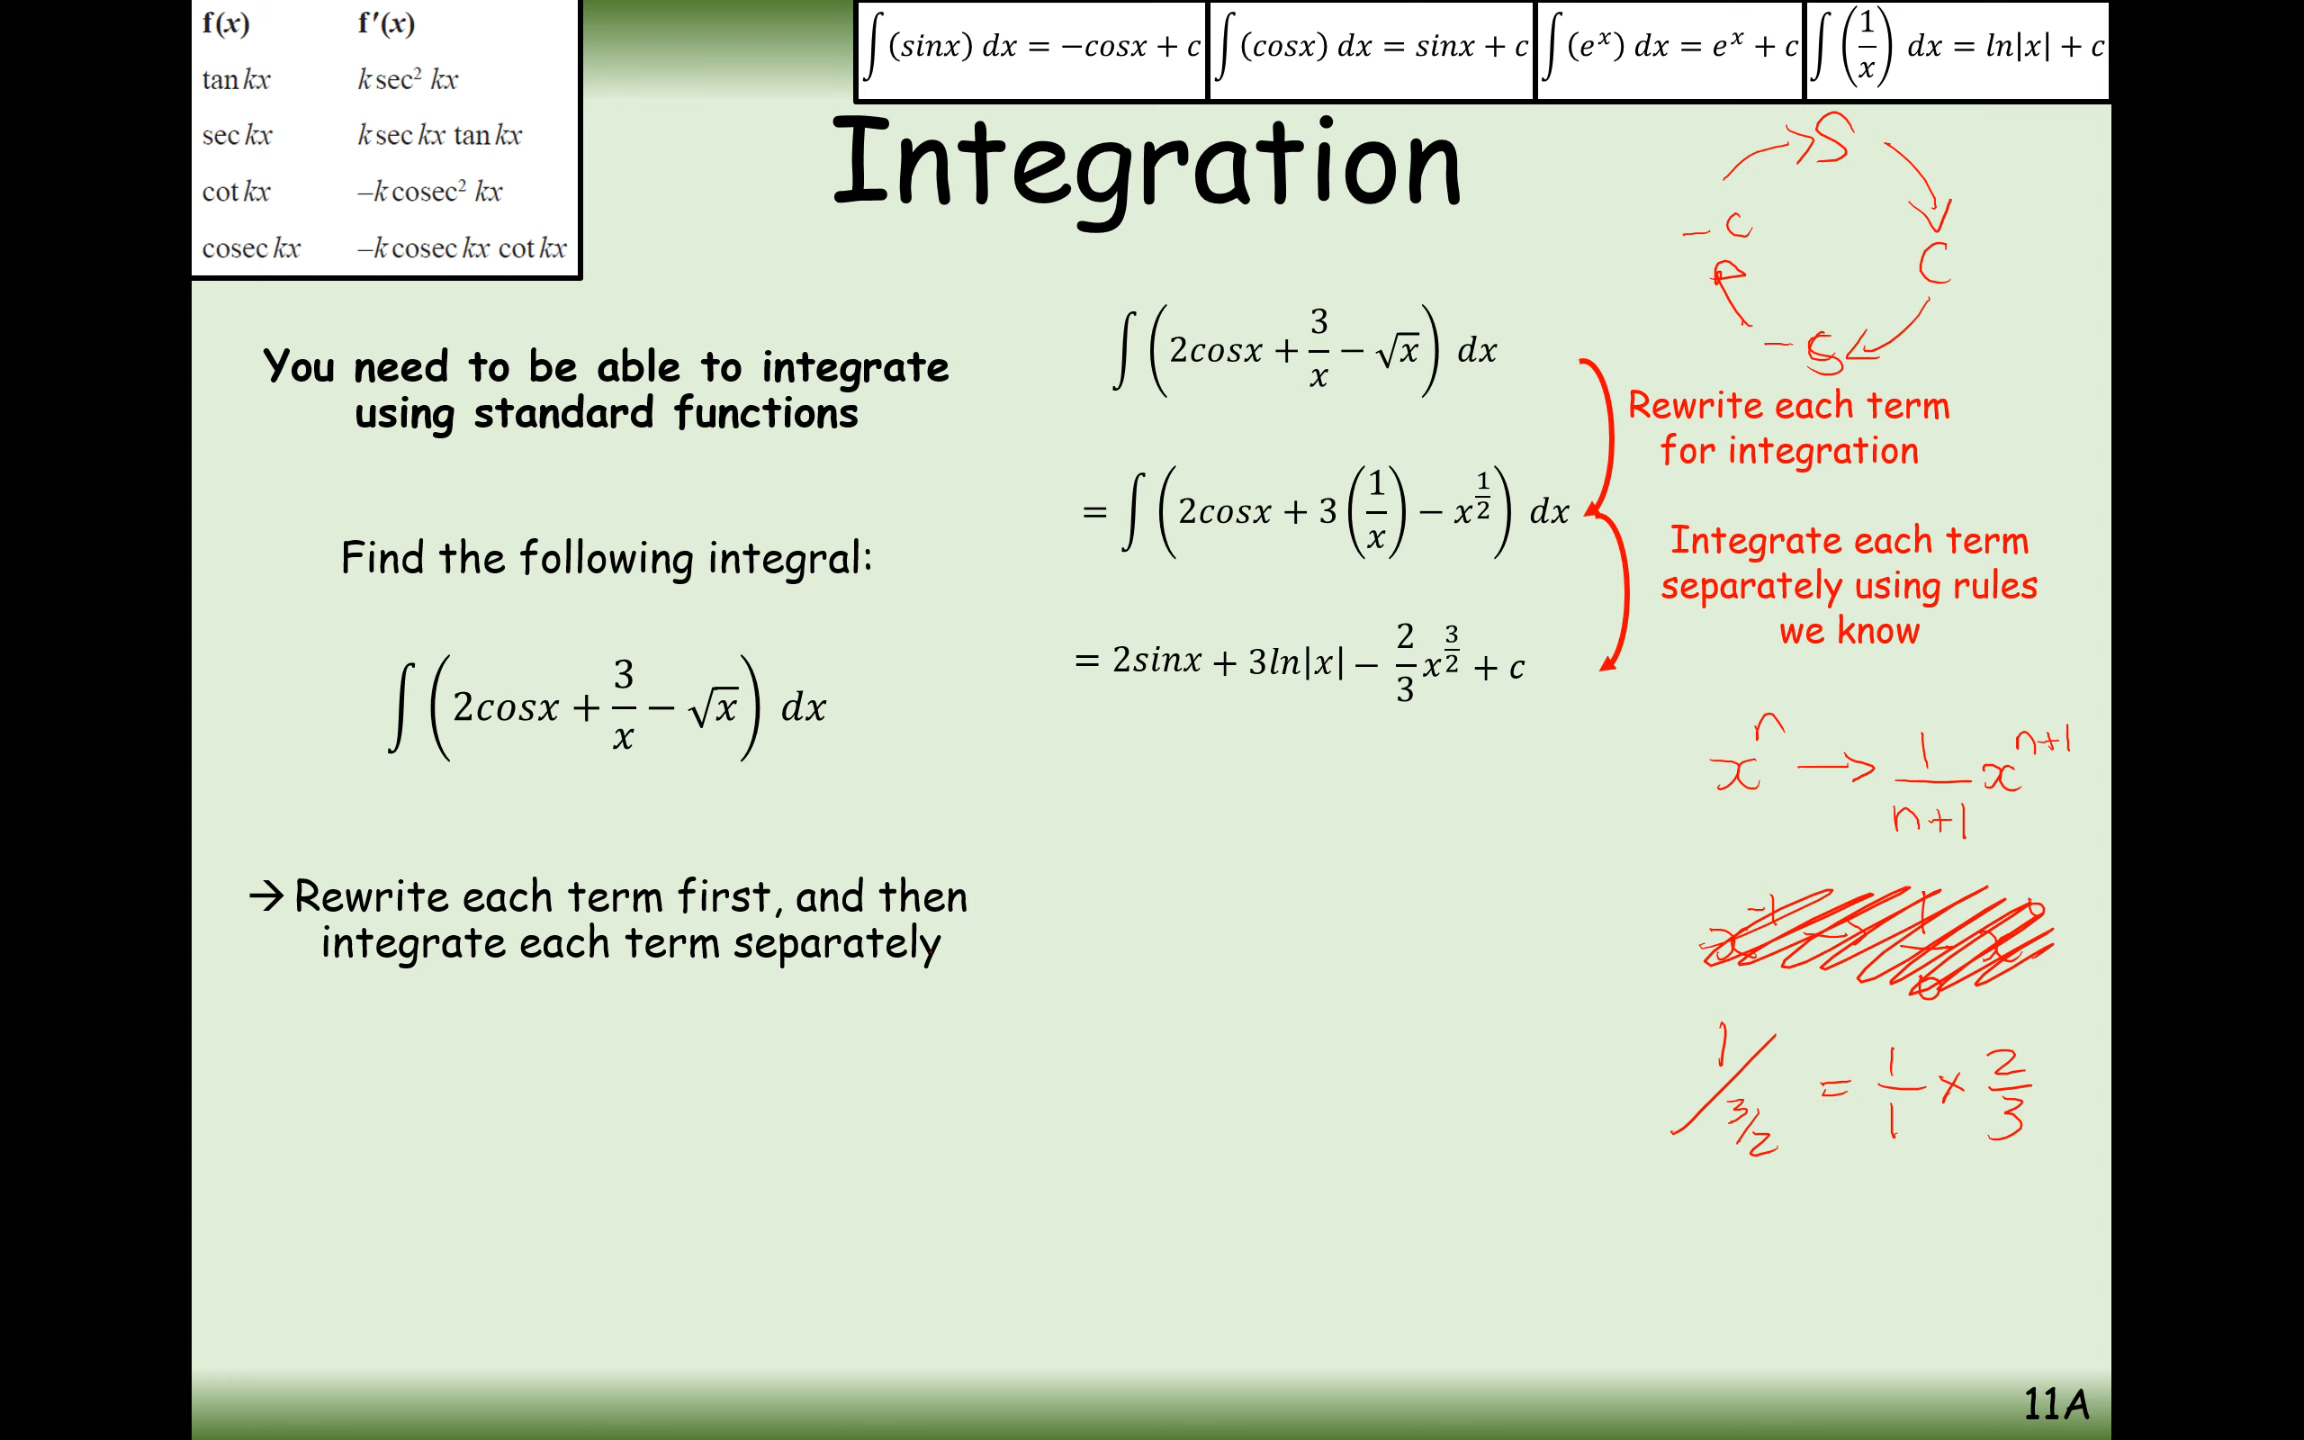 f(x) f′(x)
tan kx k sec² kx
sec kx k sec kx tan kx
cot kx –k cosec² kx
cosec kx –k cosec kx cot kx
∫(sinx) dx = −cosx + c
∫(cosx) dx = sinx + c
∫(eˣ) dx = eˣ + c
∫(1/x) dx = ln|x| + c
Integration
S
C
− S
− C
You need to be able to integrate
using standard functions
Find the following integral:
∫(2cosx + 3/x − √x) dx
→ Rewrite each term first, and then
integrate each term separately
∫(2cosx + 3/x − √x) dx
= ∫(2cosx + 3(1/x) − x^(1/2)) dx
= 2sinx + 3ln|x| − 2/3 x^(3/2) + c
Rewrite each term
for integration
Integrate each term
separately using rules
we know
xⁿ → 1/(n+1) x^(n+1)
x^(-1) → 1/0 x^0
1/(3/2) = 1/1 × 2/3
11A